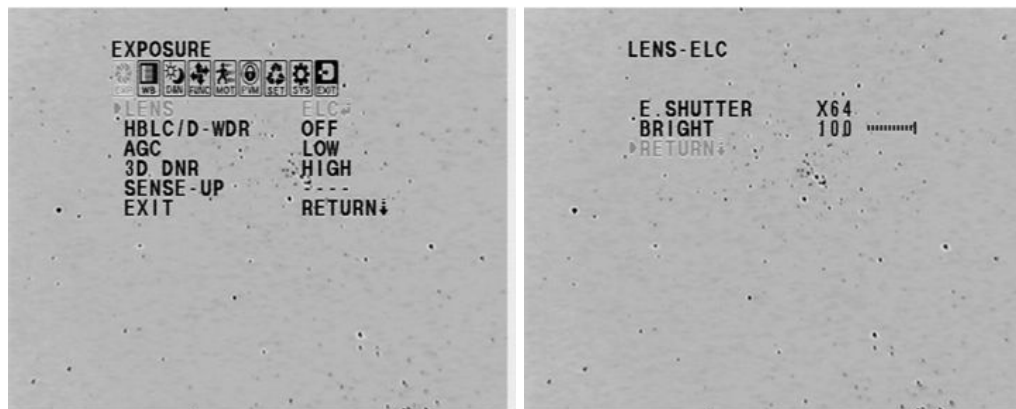 EXPOSURE
WB D&N FUNC MOT PVM SET SYS EXIT
LENS ELC
HBLC/D-WDR OFF
AGC LOW
3D DNR HIGH
SENSE-UP ----
EXIT RETURN
LENS-ELC
E.SHUTTER X64
BRIGHT 100
RETURN